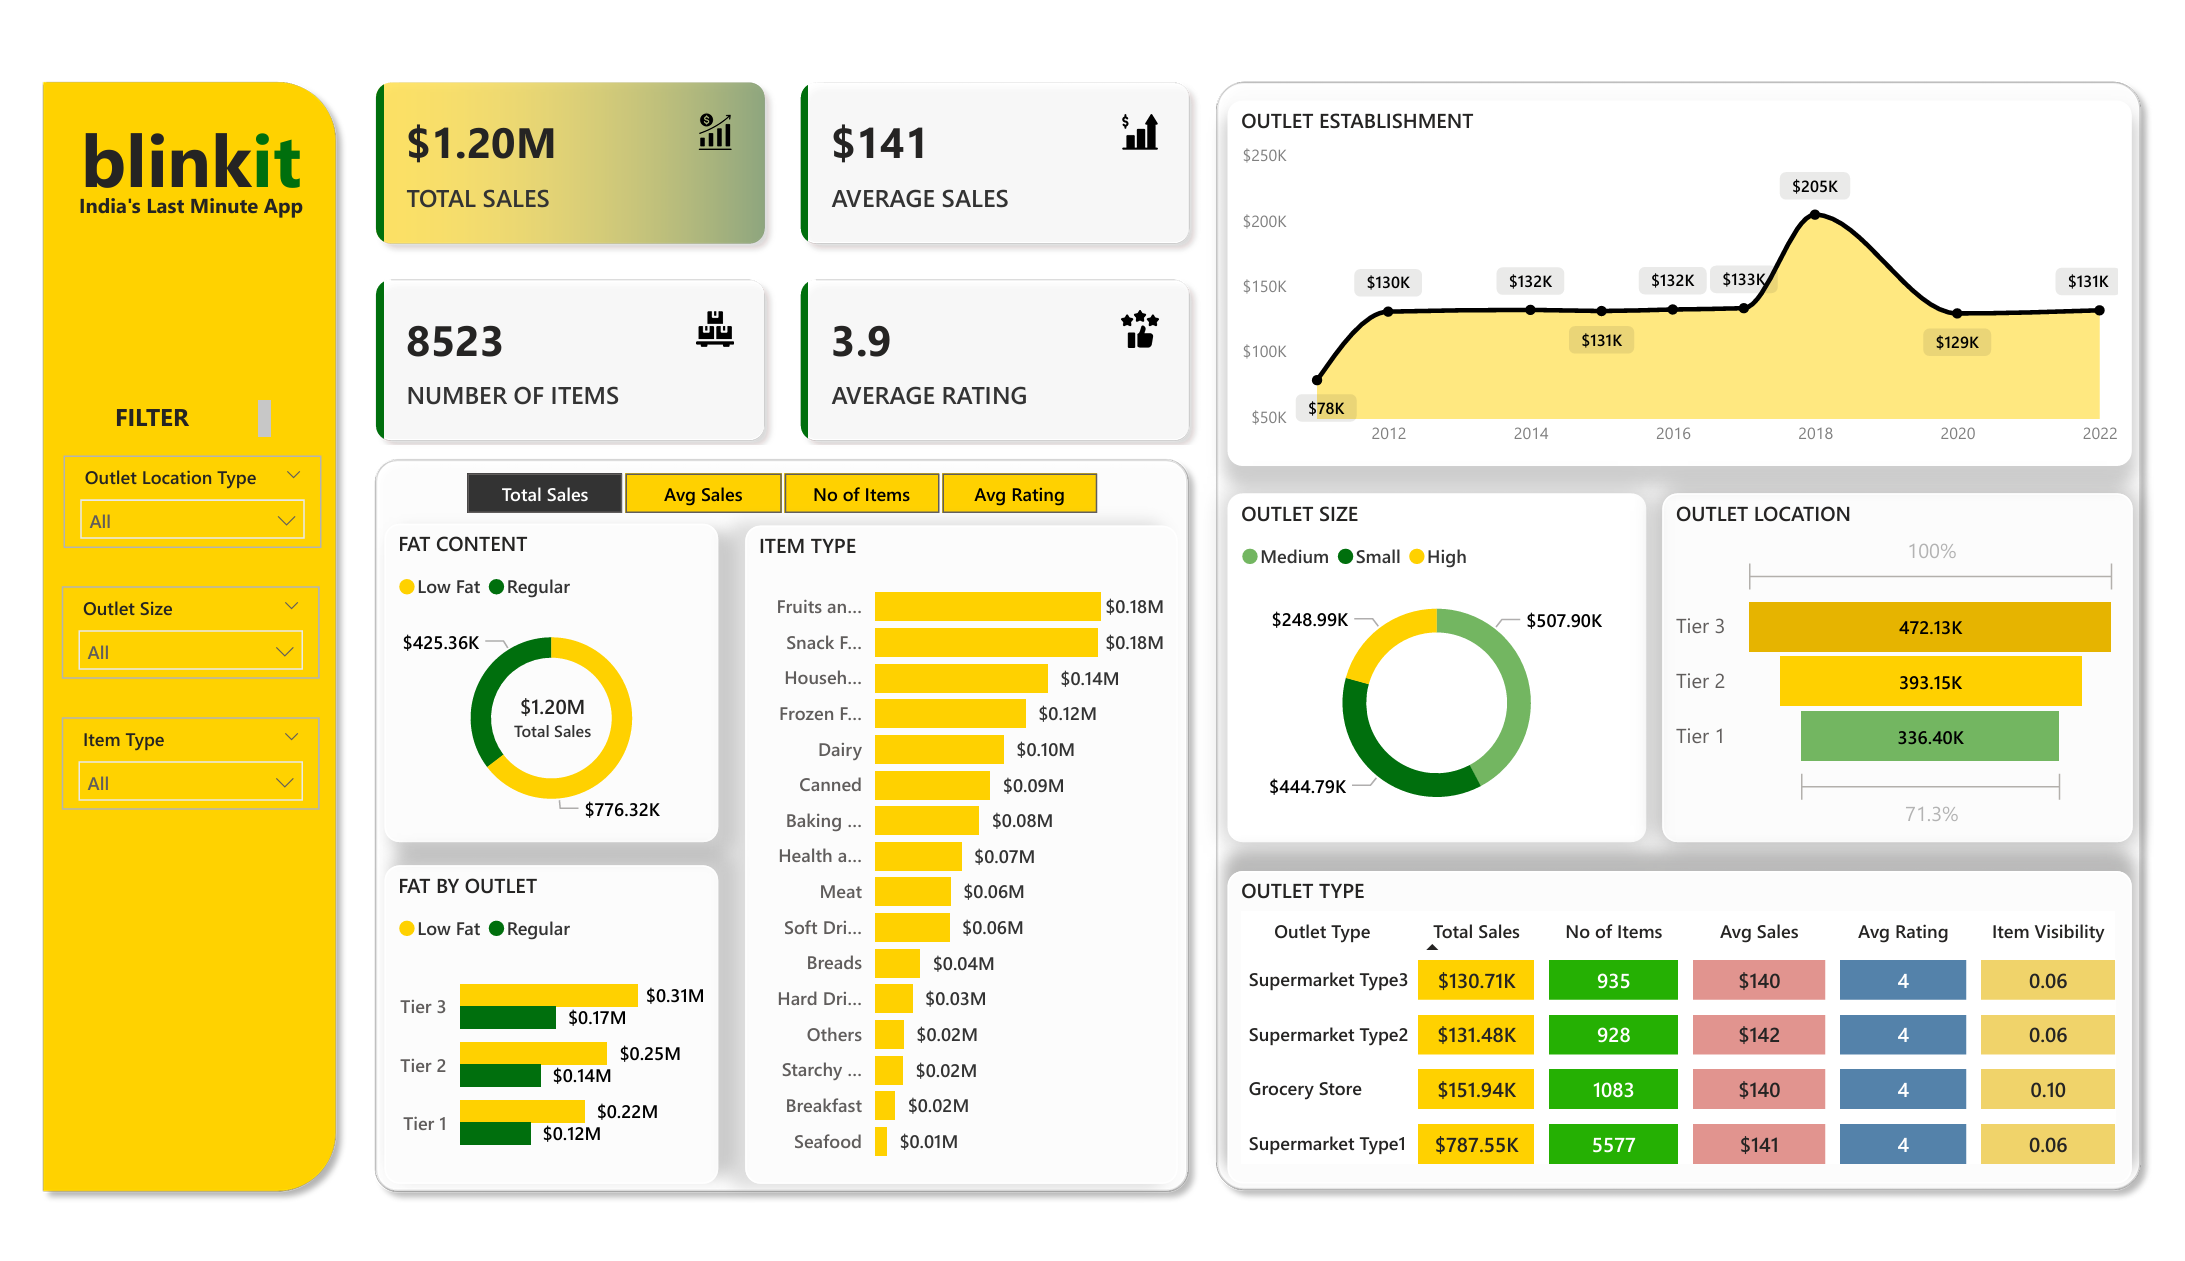 blinkit
India's Last Minute App
FILTER
Outlet Location Type
All
Outlet Size
All
Item Type
All
$1.20M
TOTAL SALES
$141
AVERAGE SALES
8523
NUMBER OF ITEMS
3.9
AVERAGE RATING
Total Sales Avg Sales No of Items Avg Rating
FAT CONTENT
Low Fat Regular
$425.36K
$1.20M
Total Sales
$776.32K
FAT BY OUTLET
Low Fat Regular
Tier 3 $0.31M
$0.17M
Tier 2 $0.25M
$0.14M
Tier 1 $0.22M
$0.12M
ITEM TYPE
Fruits an... $0.18M
Snack F... $0.18M
Househ... $0.14M
Frozen F... $0.12M
Dairy $0.10M
Canned $0.09M
Baking ... $0.08M
Health a... $0.07M
Meat $0.06M
Soft Dri... $0.06M
Breads $0.04M
Hard Dri... $0.03M
Others $0.02M
Starchy ... $0.02M
Breakfast $0.02M
Seafood $0.01M
OUTLET ESTABLISHMENT
$250K
$200K
$150K
$100K
$50K
$78K
$130K
$132K
$131K
$132K
$133K
$205K
$129K
$131K
2012 2014 2016 2018 2020 2022
OUTLET SIZE
Medium Small High
$248.99K
$507.90K
$444.79K
OUTLET LOCATION
100%
Tier 3 472.13K
Tier 2 393.15K
Tier 1 336.40K
71.3%
OUTLET TYPE
Outlet Type Total Sales No of Items Avg Sales Avg Rating Item Visibility
Supermarket Type3 $130.71K 935 $140 4 0.06
Supermarket Type2 $131.48K 928 $142 4 0.06
Grocery Store $151.94K 1083 $140 4 0.10
Supermarket Type1 $787.55K 5577 $141 4 0.06